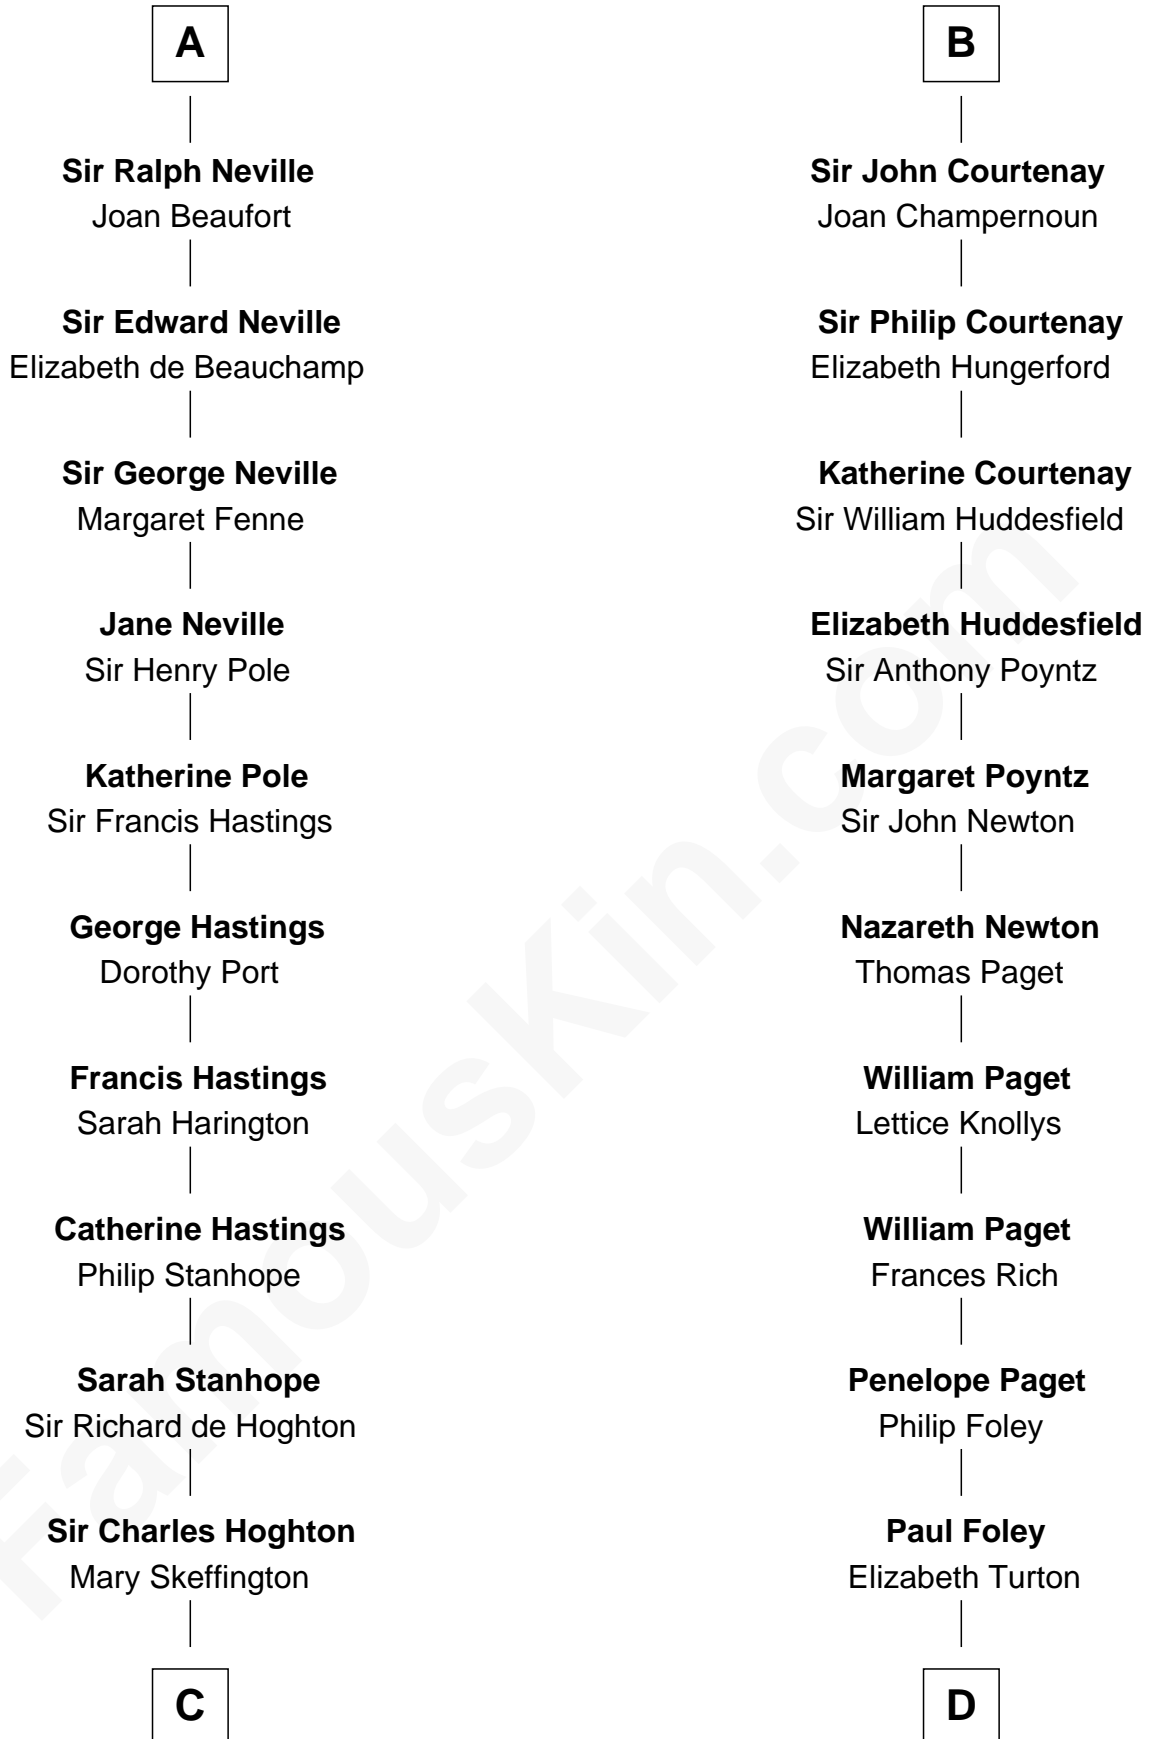 A
Sir Ralph Neville
Joan Beaufort
Sir Edward Neville
Elizabeth de Beauchamp
Sir George Neville
Margaret Fenne
Jane Neville
Sir Henry Pole
Katherine Pole
Sir Francis Hastings
George Hastings
Dorothy Port
Francis Hastings
Sarah Harington
Catherine Hastings
Philip Stanhope
Sarah Stanhope
Sir Richard de Hoghton
Sir Charles Hoghton
Mary Skeffington
C
B
Sir John Courtenay
Joan Champernoun
Sir Philip Courtenay
Elizabeth Hungerford
Katherine Courtenay
Sir William Huddesfield
Elizabeth Huddesfield
Sir Anthony Poyntz
Margaret Poyntz
Sir John Newton
Nazareth Newton
Thomas Paget
William Paget
Lettice Knollys
William Paget
Frances Rich
Penelope Paget
Philip Foley
Paul Foley
Elizabeth Turton
D
FamousKin.com